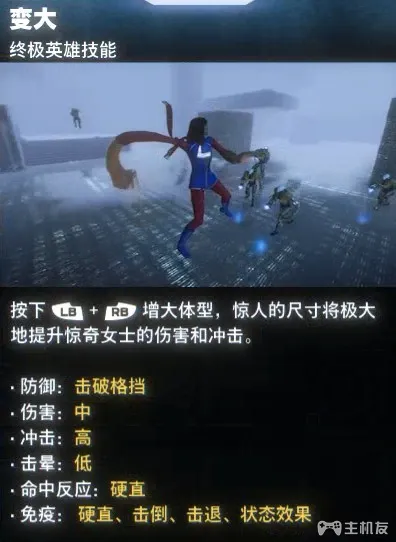 变大
终极英雄技能
按下 LB + RB 增大体型，惊人的尺寸将极大
地提升惊奇女士的伤害和冲击。
· 防御：击破格挡
· 伤害：中
· 冲击：高
· 击晕：低
· 命中反应：硬直
· 免疫：硬直、击倒、击退、状态效果
主机友